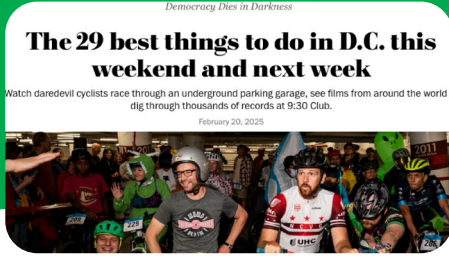 Democracy Dies in Darkness
The 29 best things to do in D.C. this
weekend and next week
Watch daredevil cyclists race through an underground parking garage, see films from around the world
dig through thousands of records at 9:30 Club.
February 20, 2025
2011
229
UHC